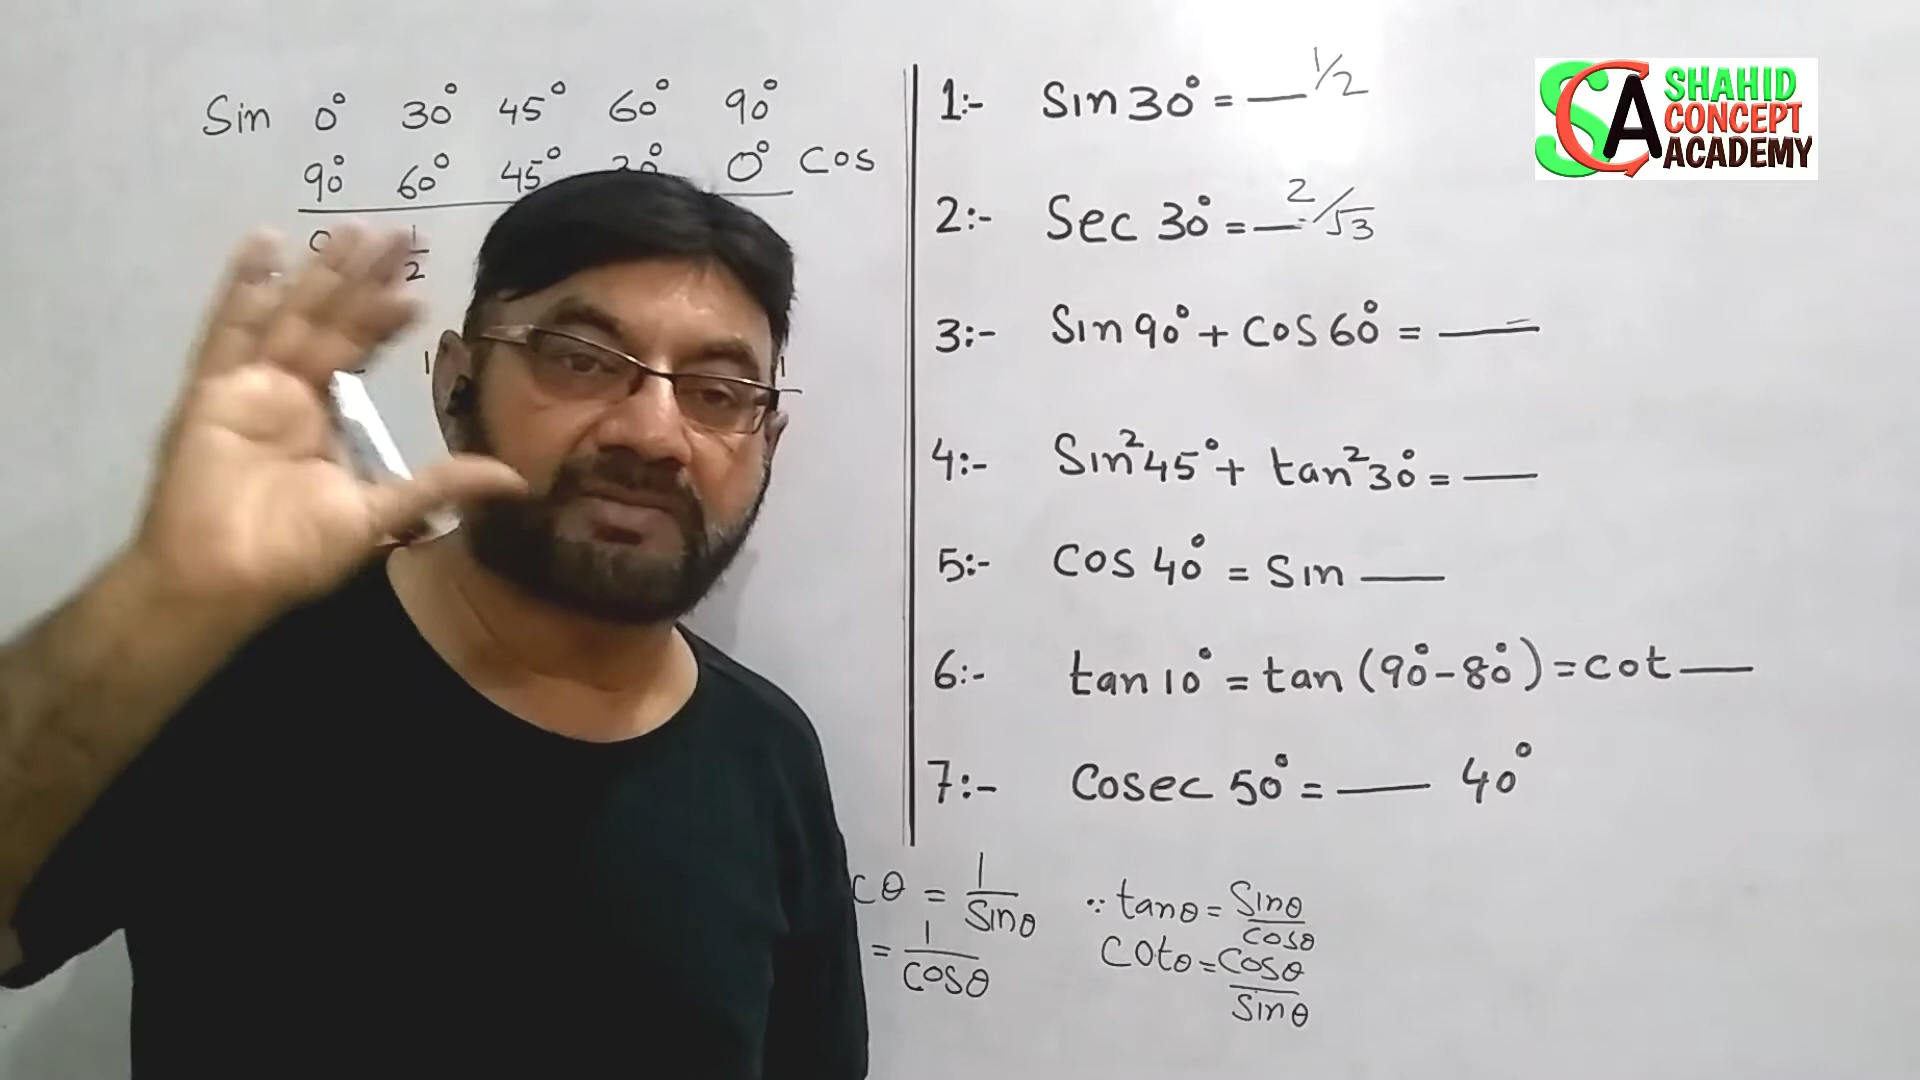 Sin 0° 30° 45° 60° 90°
90° 60° 45° 30° 0° Cos
1/2
1:- Sin 30° = — 1/2
2:- Sec 30° = — 2/√3
3:- Sin 90° + Cos 60° = —
4:- Sin²45° + tan²30° = —
5:- Cos 40° = Sin —
6:- tan 10° = tan (90° - 80°) = cot —
7:- Cosec 50° = — 40°
cθ = 1/Sinθ
= 1/cosθ
∵ tanθ = Sinθ/cosθ
Cotθ = Cosθ/Sinθ
SHAHID
CONCEPT
ACADEMY